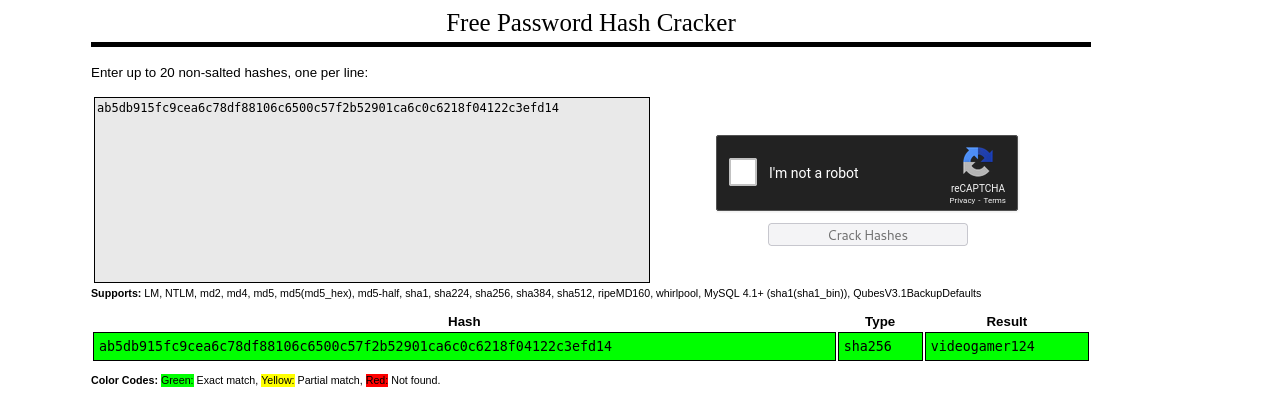 Free Password Hash Cracker
Enter up to 20 non-salted hashes, one per line:
ab5db915fc9cea6c78df88106c6500c57f2b52901ca6c0c6218f04122c3efd14
I'm not a robot
reCAPTCHA
Privacy - Terms
Crack Hashes
Supports: LM, NTLM, md2, md4, md5, md5(md5_hex), md5-half, sha1, sha224, sha256, sha384, sha512, ripeMD160, whirlpool, MySQL 4.1+ (sha1(sha1_bin)), QubesV3.1BackupDefaults
Hash Type Result
ab5db915fc9cea6c78df88106c6500c57f2b52901ca6c0c6218f04122c3efd14 sha256 videogamer124
Color Codes: Green: Exact match, Yellow: Partial match, Red: Not found.